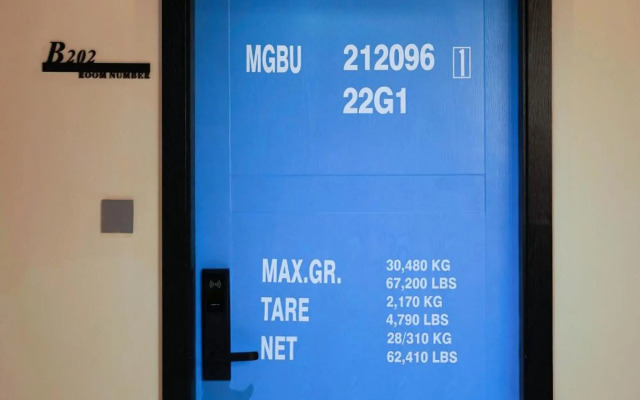 B202
ROOM NUMBER
MGBU 212096 1
22G1
MAX.GR. 30,480 KG
67,200 LBS
TARE 2,170 KG
4,790 LBS
NET 28/310 KG
62,410 LBS